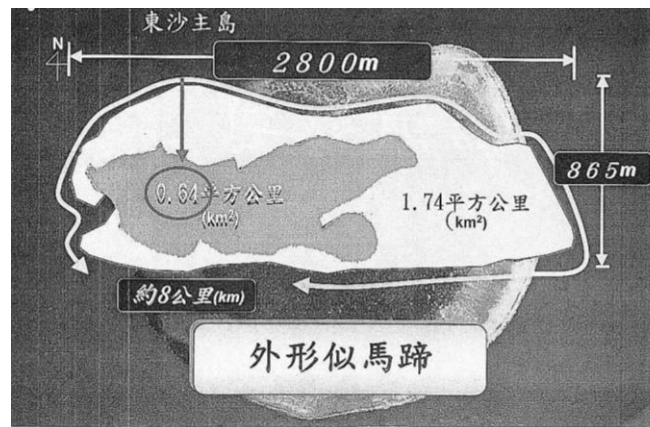 東沙主島
N
2800m
865m
0.64平方公里
(km²)
1.74平方公里
(km²)
約8公里(km)
外形似馬蹄